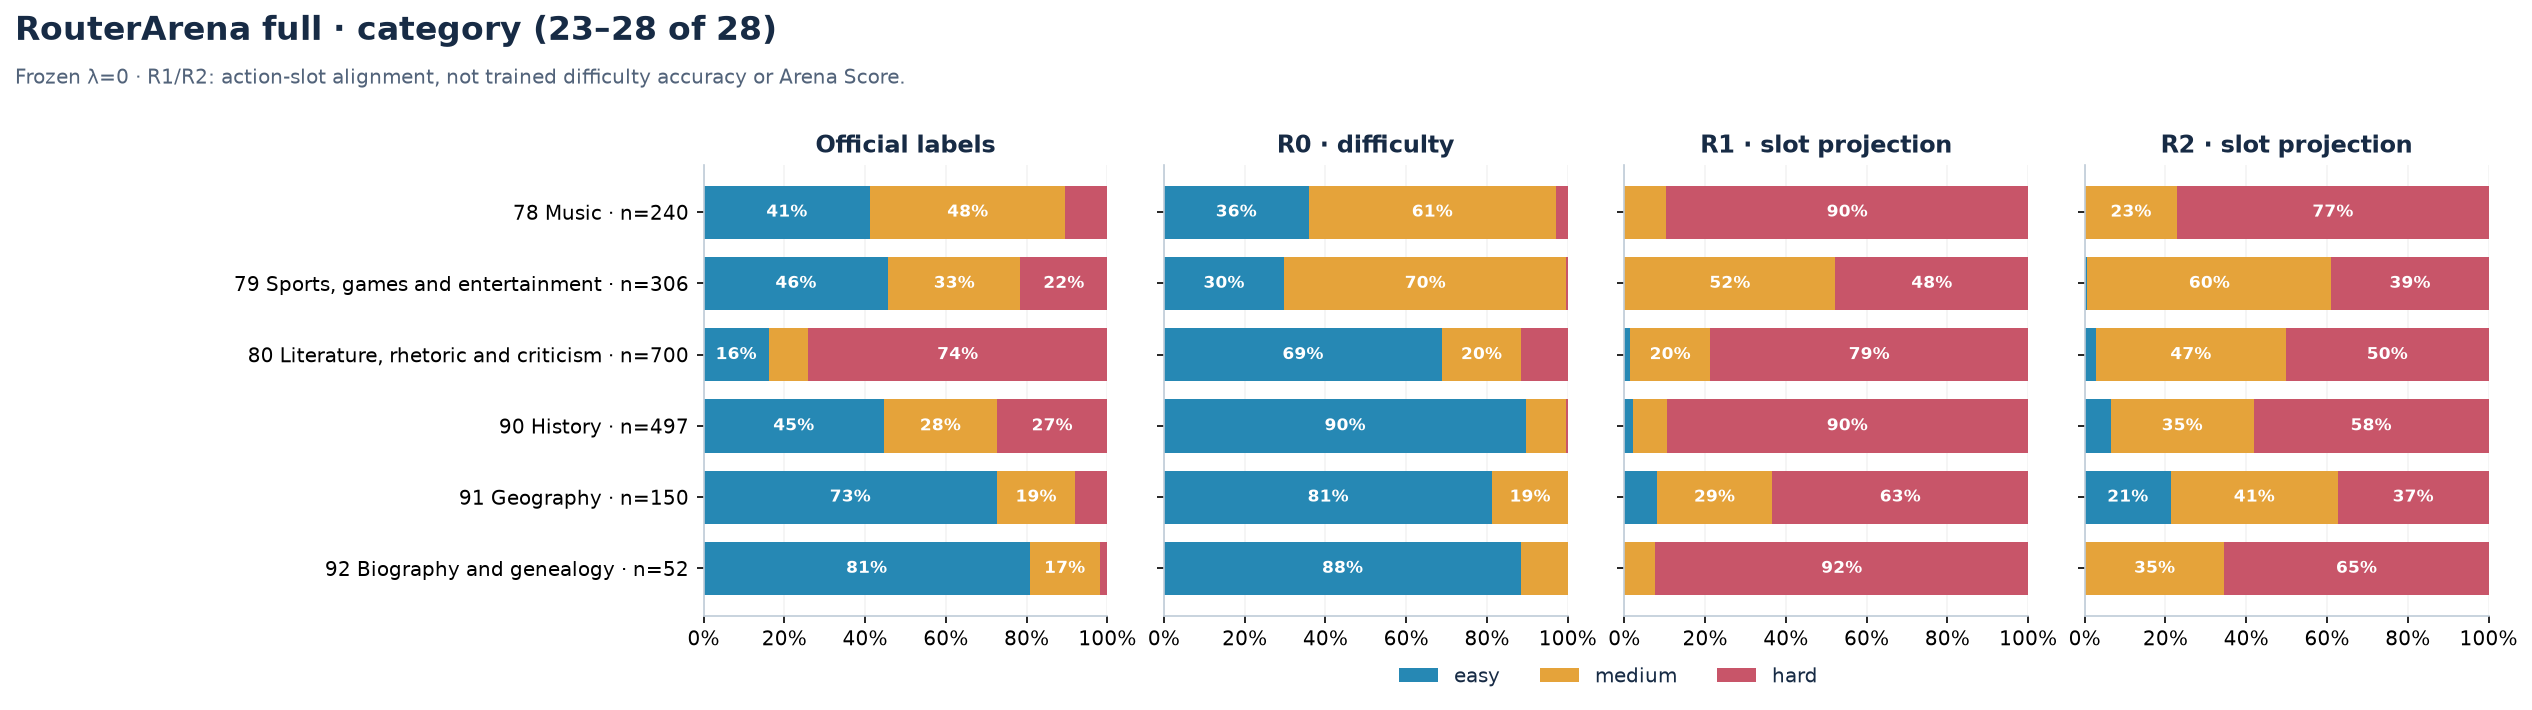 RouterArena full · category (23–28 of 28)
Frozen λ=0 · R1/R2: action-slot alignment, not trained difficulty accuracy or Arena Score.
Official labels R0 · difficulty R1 · slot projection R2 · slot projection
78 Music · n=240 41% 48% 36% 61% 90% 23% 77%
79 Sports, games and entertainment · n=306 46% 33% 22% 30% 70% 52% 48% 60% 39%
80 Literature, rhetoric and criticism · n=700 16% 74% 69% 20% 20% 79% 47% 50%
90 History · n=497 45% 28% 27% 90% 90% 35% 58%
91 Geography · n=150 73% 19% 81% 19% 29% 63% 21% 41% 37%
92 Biography and genealogy · n=52 81% 17% 88% 92% 35% 65%
0% 20% 40% 60% 80% 100% 0% 20% 40% 60% 80% 100% 0% 20% 40% 60% 80% 100% 0% 20% 40% 60% 80% 100%
easy medium hard